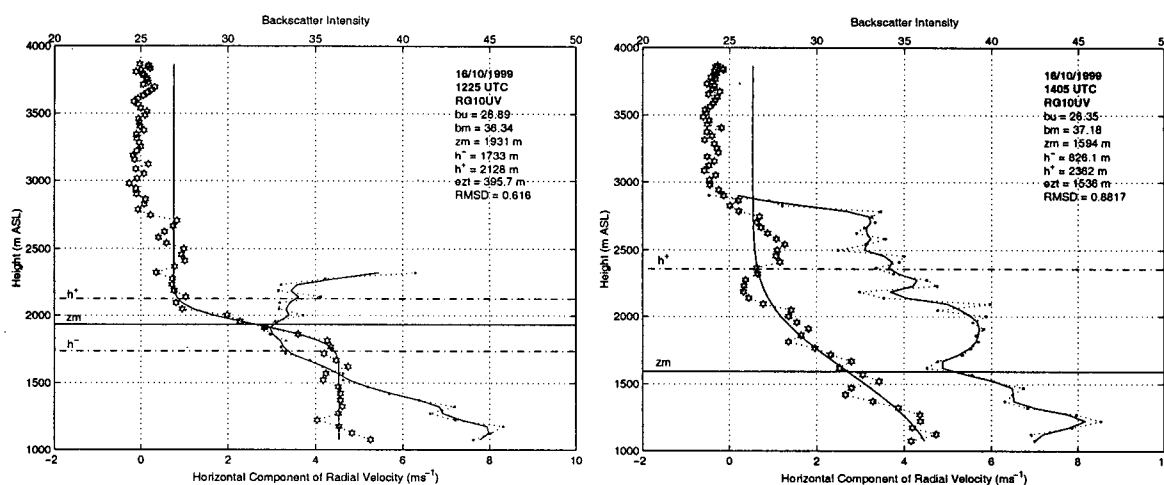 Backscatter Intensity
20 25 30 35 40 45 50
4000
3500
3000
2500
2000
1500
1000
Height (m ASL)
16/10/1999
1225 UTC
RG10UV
bu = 26.89
bm = 36.34
zm = 1931 m
h⁻ = 1733 m
h⁺ = 2128 m
ezt = 395.7 m
RMSD = 0.616
h⁺
zm
h⁻
-2 0 2 4 6 8 10
Horizontal Component of Radial Velocity (ms⁻¹)
Backscatter Intensity
20 25 30 35 40 45 50
4000
3500
3000
2500
2000
1500
1000
Height (m ASL)
16/10/1999
1405 UTC
RG10UV
bu = 26.35
bm = 37.18
zm = 1594 m
h⁻ = 826.1 m
h⁺ = 2362 m
ezt = 1536 m
RMSD = 0.8817
h⁺
zm
-2 0 2 4 6 8
Horizontal Component of Radial Velocity (ms⁻¹)